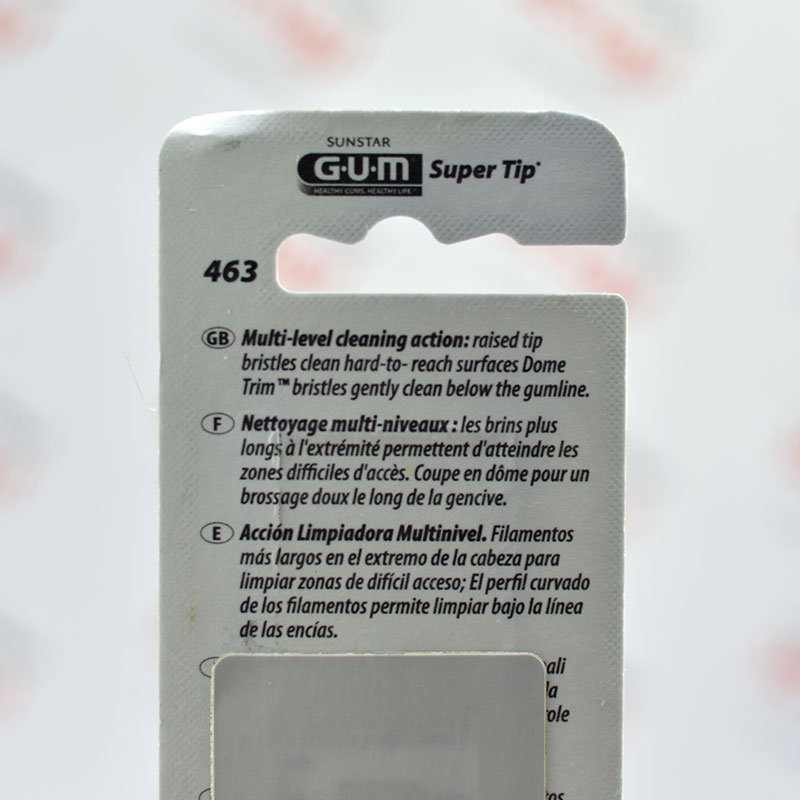 SUNSTAR
G·U·M Super Tip*
HEALTHY GUMS. HEALTHY LIFE.™
463
GB Multi-level cleaning action: raised tip
bristles clean hard-to- reach surfaces Dome
Trim™ bristles gently clean below the gumline.
F Nettoyage multi-niveaux : les brins plus
longs à l'extrémité permettent d'atteindre les
zones difficiles d'accès. Coupe en dôme pour un
brossage doux le long de la gencive.
E Acción Limpiadora Multinivel. Filamentos
más largos en el extremo de la cabeza para
limpiar zonas de difícil acceso; El perfil curvado
de los filamentos permite limpiar bajo la línea
de las encías.